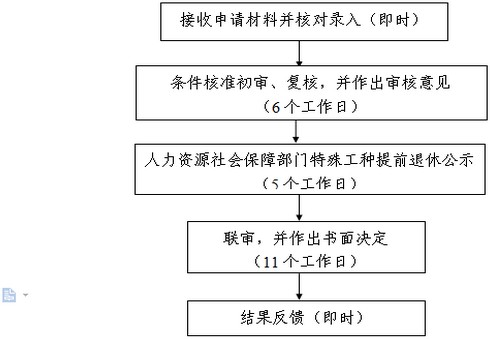 接收申请材料并核对录入（即时）
条件核准初审、复核，并作出审核意见
（6 个工作日）
人力资源社会保障部门特殊工种提前退休公示
（5 个工作日）
联审，并作出书面决定
（11 个工作日）
结果反馈（即时）